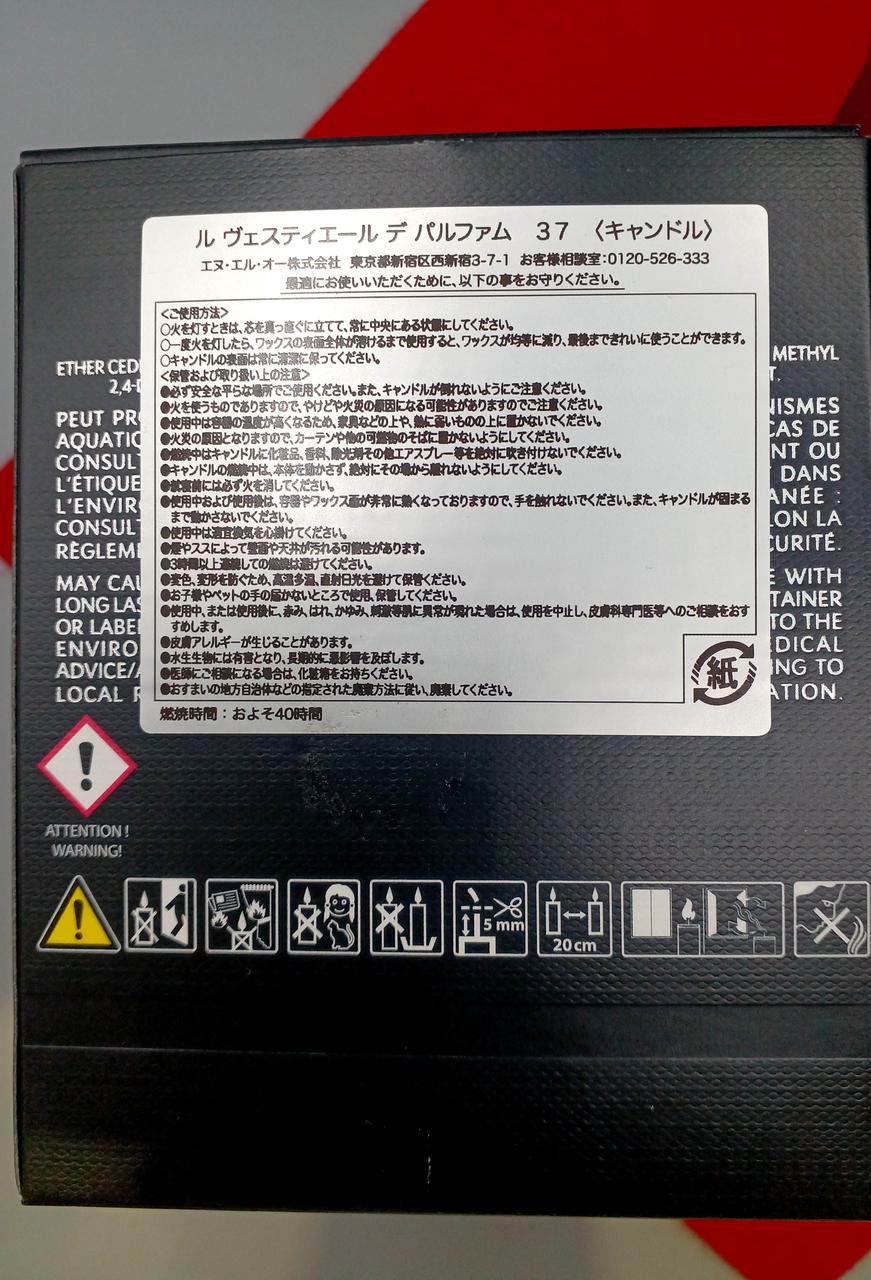 ル ヴェスティエール デ パルファム　３７　〈キャンドル〉
エヌ・エル・オー株式会社 東京都新宿区西新宿3-7-1 お客様相談室:0120-526-333
最適にお使いいただくために、以下の事をお守りください。
<ご使用方法>
○火を灯すときは、芯を真っ直ぐに立てて、常に中央にある状態にしてください。
○一度火を灯したら、ワックスの表面全体が溶けるまで使用すると、ワックスが均等に減り、最後まできれいに使うことができます。
○キャンドルの表面は常に清潔に保ってください。
<保管および取り扱い上の注意>
●必ず安全な平らな場所でご使用ください。また、キャンドルが倒れないようにご注意ください。
●火を使うものでありますので、やけどや火災の原因になる可能性がありますのでご注意ください。
●使用中は容器の温度が高くなるため、家具などの上や、熱に弱いものの上に置かないでください。
●火災の原因となりますので、カーテンや他の可燃物のそばに置かないようにしてください。
●燃焼中はキャンドルに化粧品、香料、除光剤その他エアスプレー等を絶対に吹き付けないでください。
●キャンドルの燃焼中は、本体を動かさず、絶対にその場から離れないようにしてください。
●就寝前には必ず火を消してください。
●使用中および使用後は、容器やワックス面が非常に熱くなっておりますので、手を触れないでください。また、キャンドルが固まる
まで動かさないでください。
●使用中は適宜換気を心掛けてください。
●煙やススによって壁面や天井が汚れる可能性があります。
●3時間以上連続しての燃焼は避けてください。
●変色、変形を防ぐため、高温多湿、直射日光を避けて保管ください。
●お子様やペットの手の届かないところで使用、保管してください。
●使用中、または使用後に、赤み、はれ、かゆみ、刺激等肌に異常が現れた場合は、使用を中止し、皮膚科専門医等へのご相談をおす
すめします。
●皮膚アレルギーが生じることがあります。
●水生生物には有害となり、長期的に悪影響を及ぼします。
●医師にご相談になる場合は、化粧箱をお持ちください。
●おすまいの地方自治体などの指定された廃棄方法に従い、廃棄してください。
紙
燃焼時間：およそ40時間
ETHER CED
METHYL
2,4-
T.
PEUT PR
NISMES
AQUATIC
CAS DE
CONSUL
NT OU
L'ÉTIQUE
DANS
L'ENVIR
ANÉE :
CONSULT
LON LA
RÈGLEM
CURITÉ.
MAY CAU
E WITH
LONG LAS
TAINER
OR LABE
TO THE
ENVIRO
EDICAL
ADVICE/
NG TO
LOCAL R
ATION.
ATTENTION !
WARNING!
5 mm
20 cm